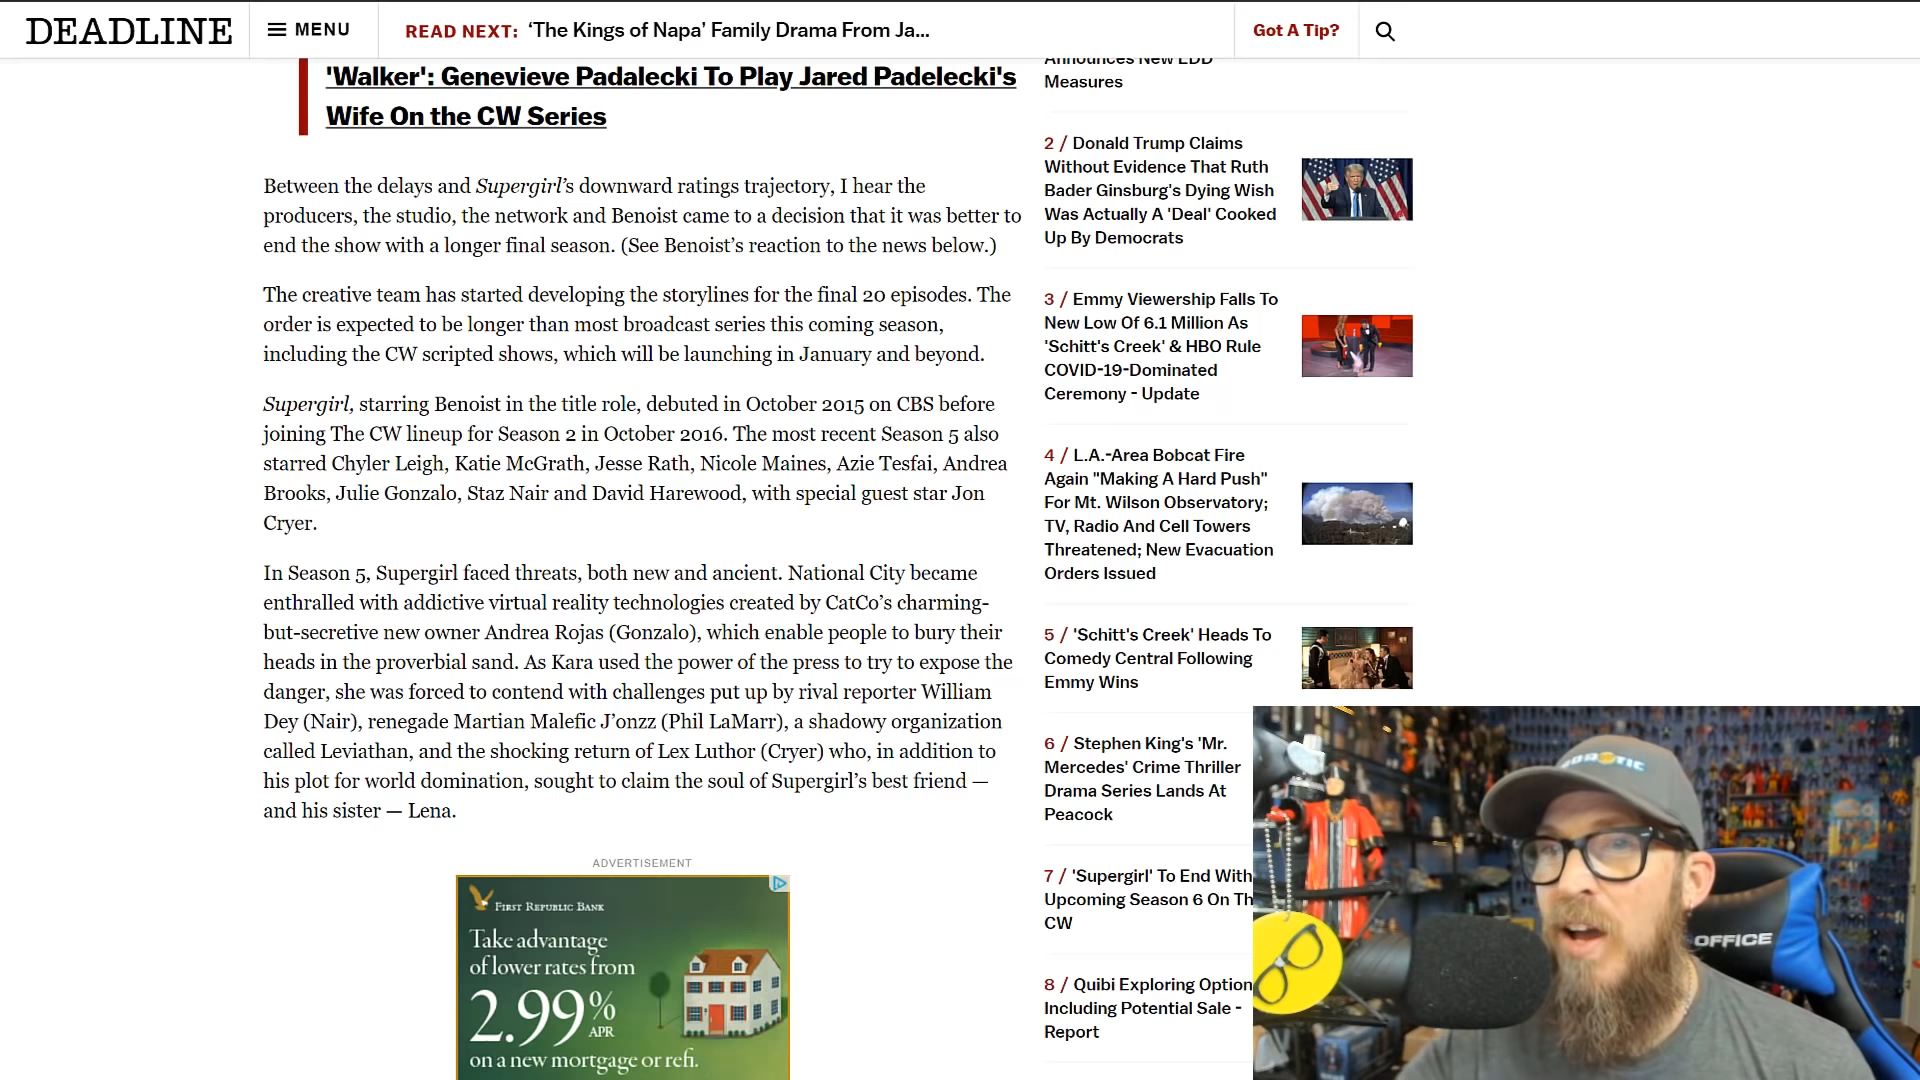 DEADLINE
MENU
READ NEXT: ‘The Kings of Napa’ Family Drama From Ja...
Got A Tip?
'Walker': Genevieve Padalecki To Play Jared Padelecki's
Wife On the CW Series
Between the delays and Supergirl’s downward ratings trajectory, I hear the
producers, the studio, the network and Benoist came to a decision that it was better to
end the show with a longer final season. (See Benoist’s reaction to the news below.)
The creative team has started developing the storylines for the final 20 episodes. The
order is expected to be longer than most broadcast series this coming season,
including the CW scripted shows, which will be launching in January and beyond.
Supergirl, starring Benoist in the title role, debuted in October 2015 on CBS before
joining The CW lineup for Season 2 in October 2016. The most recent Season 5 also
starred Chyler Leigh, Katie McGrath, Jesse Rath, Nicole Maines, Azie Tesfai, Andrea
Brooks, Julie Gonzalo, Staz Nair and David Harewood, with special guest star Jon
Cryer.
In Season 5, Supergirl faced threats, both new and ancient. National City became
enthralled with addictive virtual reality technologies created by CatCo’s charming-
but-secretive new owner Andrea Rojas (Gonzalo), which enable people to bury their
heads in the proverbial sand. As Kara used the power of the press to try to expose the
danger, she was forced to contend with challenges put up by rival reporter William
Dey (Nair), renegade Martian Malefic J’onzz (Phil LaMarr), a shadowy organization
called Leviathan, and the shocking return of Lex Luthor (Cryer) who, in addition to
his plot for world domination, sought to claim the soul of Supergirl’s best friend —
and his sister — Lena.
ADVERTISEMENT
FIRST REPUBLIC BANK
Take advantage
of lower rates from
2.99%
APR
on a new mortgage or refi.
Announces New EDD
Measures
2 / Donald Trump Claims
Without Evidence That Ruth
Bader Ginsburg's Dying Wish
Was Actually A 'Deal' Cooked
Up By Democrats
3 / Emmy Viewership Falls To
New Low Of 6.1 Million As
'Schitt's Creek' & HBO Rule
COVID-19-Dominated
Ceremony - Update
4 / L.A.-Area Bobcat Fire
Again "Making A Hard Push"
For Mt. Wilson Observatory;
TV, Radio And Cell Towers
Threatened; New Evacuation
Orders Issued
5 / 'Schitt's Creek' Heads To
Comedy Central Following
Emmy Wins
6 / Stephen King's 'Mr.
Mercedes' Crime Thriller
Drama Series Lands At
Peacock
7 / 'Supergirl' To End With
Upcoming Season 6 On Th
CW
8 / Quibi Exploring Option
Including Potential Sale -
Report
OFFICE